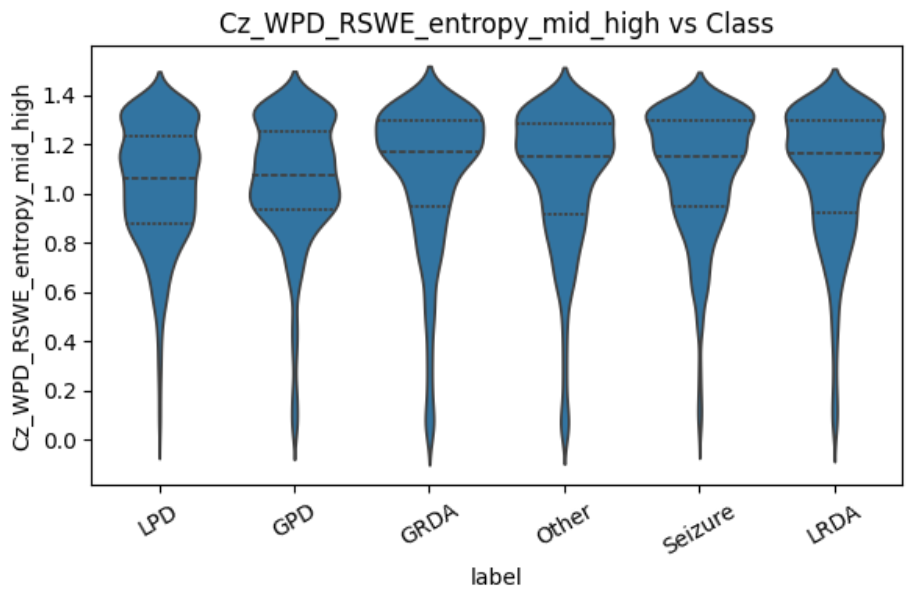 Cz_WPD_RSWE_entropy_mid_high vs Class
Cz_WPD_RSWE_entropy_mid_high
1.4
1.2
1.0
0.8
0.6
0.4
0.2
0.0
LPD
GPD
GRDA
Other
Seizure
LRDA
label